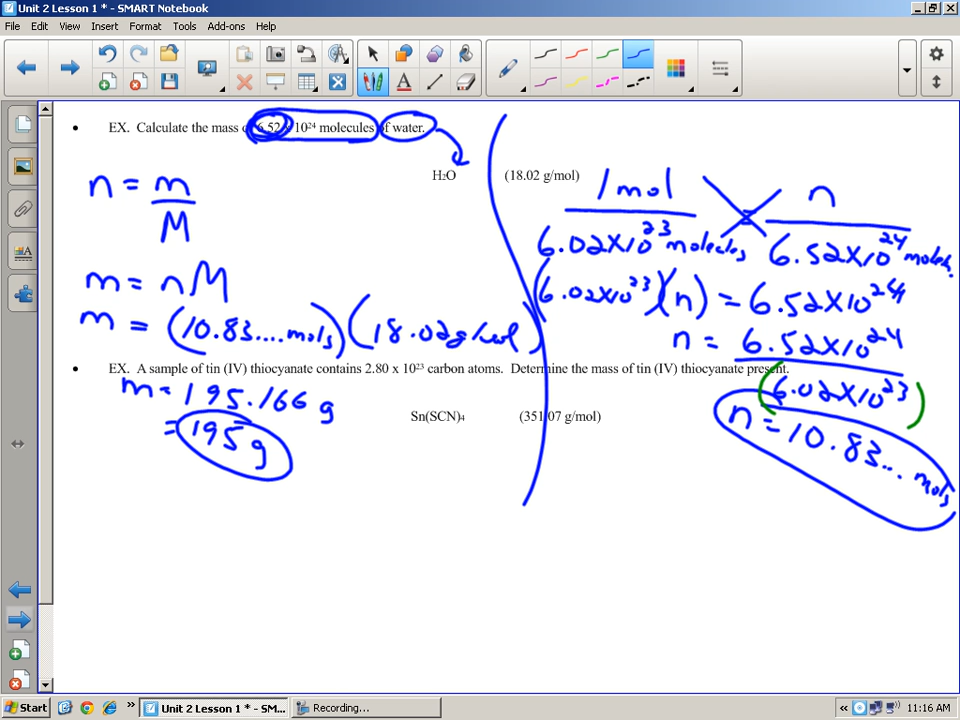 Unit 2 Lesson 1 * - SMART Notebook
File Edit View Insert Format Tools Add-ons Help
• EX. Calculate the mass of 6.52 x 10²⁴ molecules of water.
H₂O (18.02 g/mol)
n = m / M
m = nM
m = (10.83.... mols)(18.02g/mol)
1 mol / 6.02X10²³ molecules = n / 6.52X10²⁴ molecs.
(6.02X10²³)(n) = 6.52X10²⁴
n = 6.52X10²⁴ / (6.02X10²³)
n = 10.83... mols
• EX. A sample of tin (IV) thiocyanate contains 2.80 x 10²³ carbon atoms. Determine the mass of tin (IV) thiocyanate present.
m = 195.166 g
= 195 g
Sn(SCN)₄ (351.07 g/mol)
Start » Unit 2 Lesson 1 * - SM... Recording... « 11:16 AM